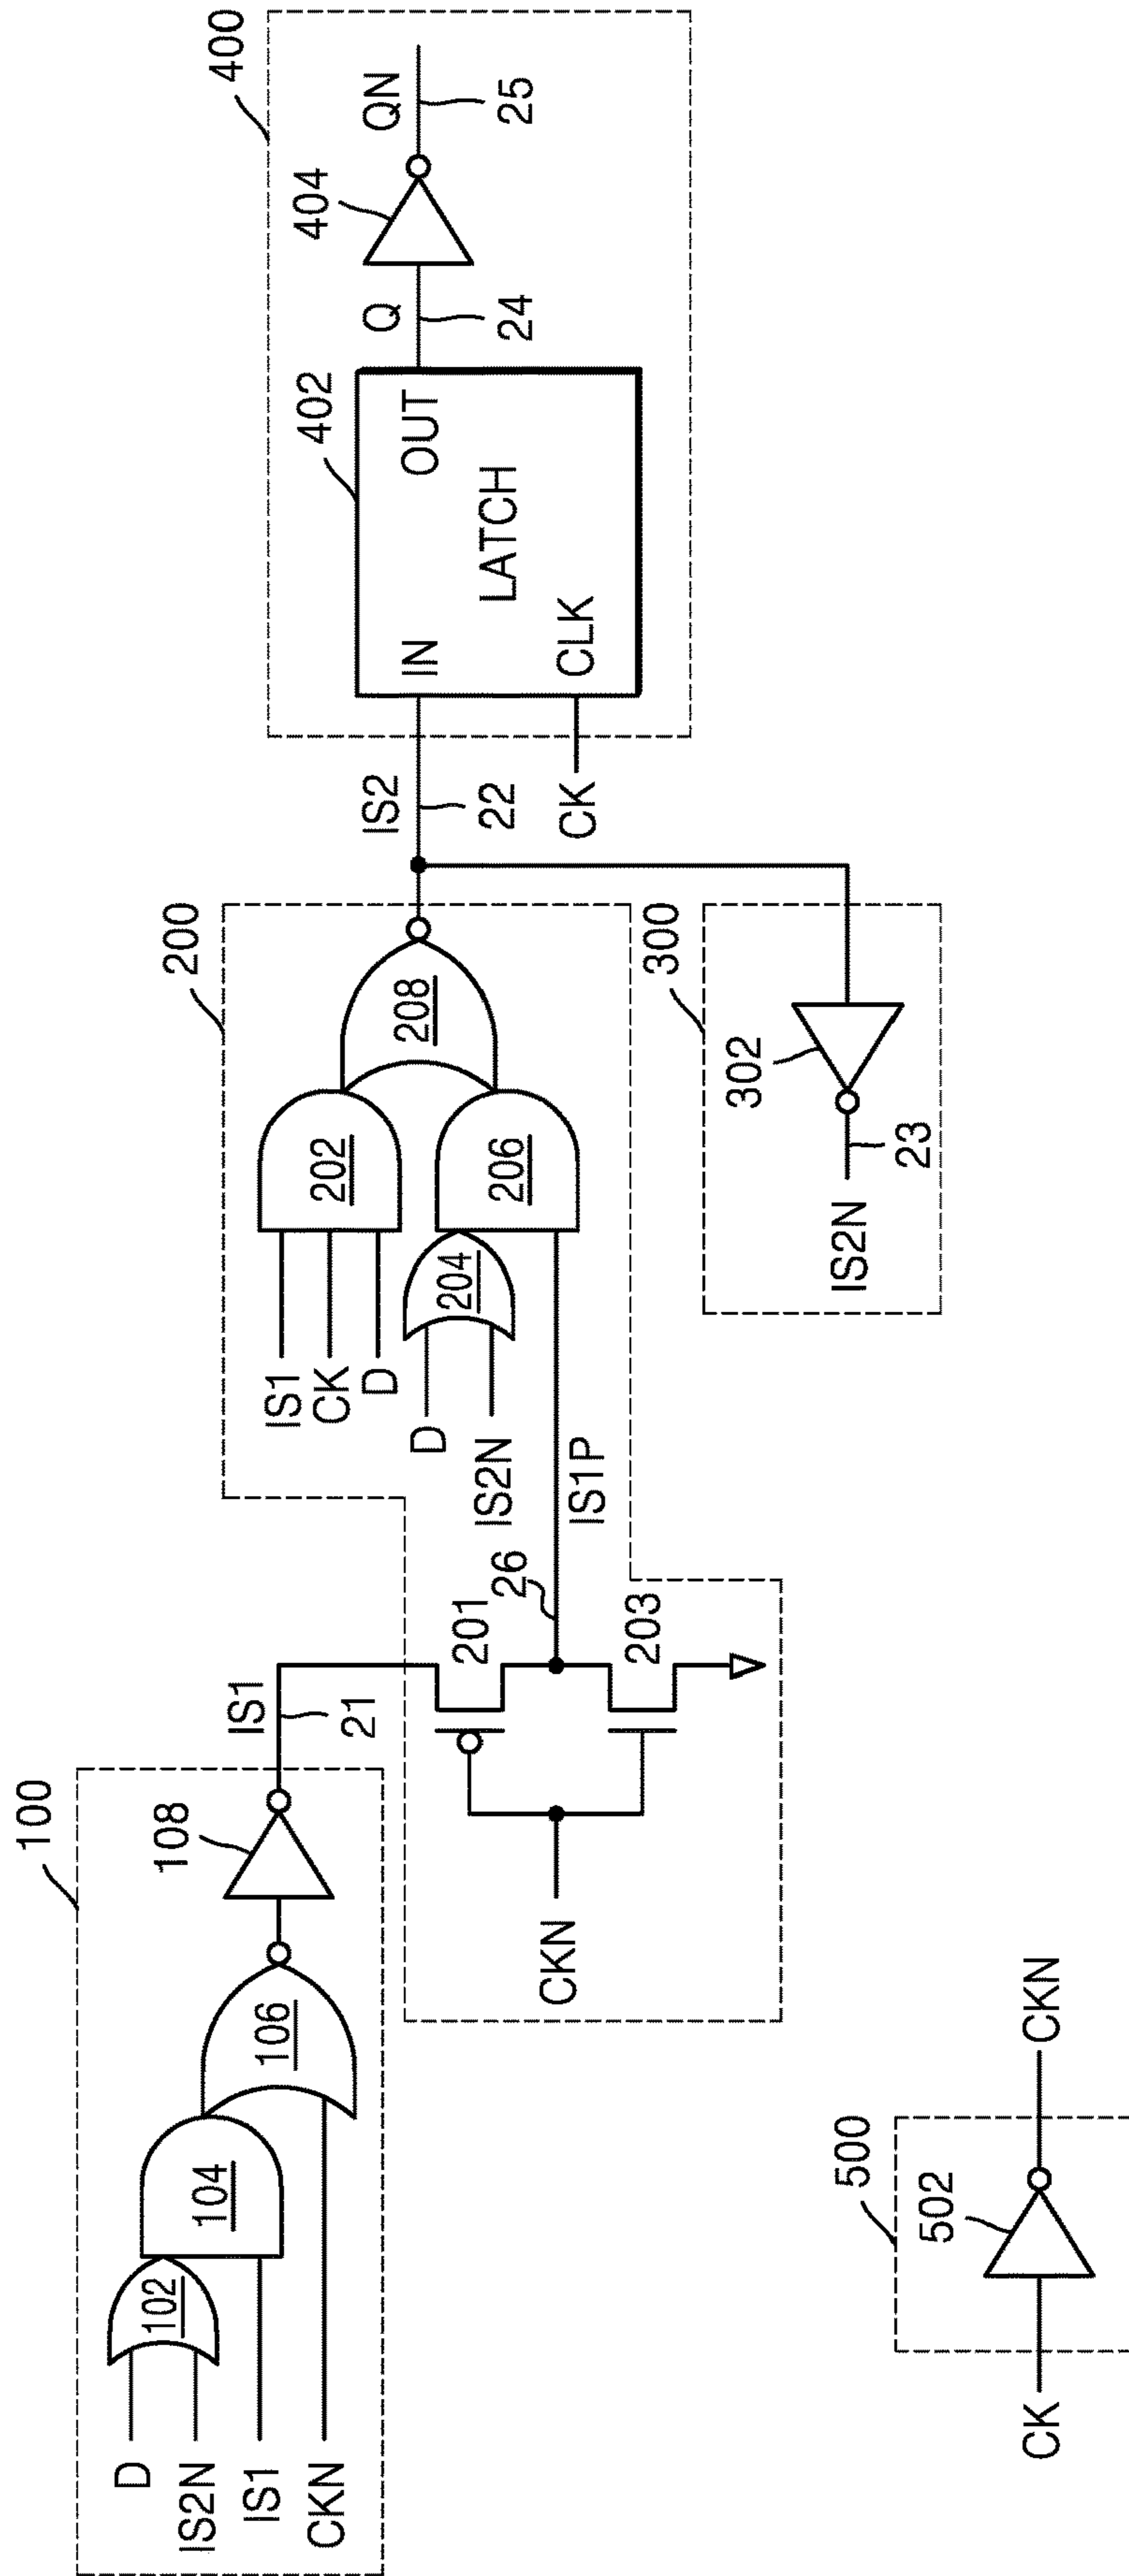 100
D
IS2N
IS1
CKN
102
104
106
108
IS1
21
200
CKN
201
203
26
IS1P
IS1
CK
D
D
IS2N
202
204
206
208
IS2
22
300
302
23
IS2N
400
402
IN
OUT
LATCH
CLK
CK
Q
24
404
QN
25
500
502
CK
CKN